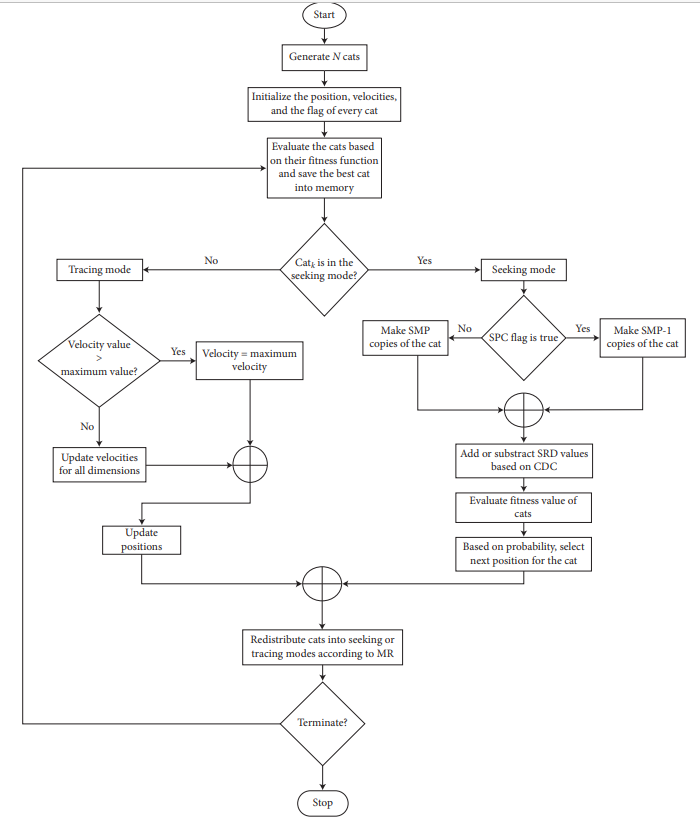 Start
Generate N cats
Initialize the position, velocities,
and the flag of every cat
Evaluate the cats based
on their fitness function
and save the best cat
into memory
Catk is in the
seeking mode?
No
Yes
Tracing mode
Seeking mode
Velocity value
>
maximum value?
Yes
Velocity = maximum
velocity
No
Update velocities
for all dimensions
Update
positions
SPC flag is true
No
Make SMP
copies of the cat
Yes
Make SMP-1
copies of the cat
Add or substract SRD values
based on CDC
Evaluate fitness value of
cats
Based on probability, select
next position for the cat
Redistribute cats into seeking or
tracing modes according to MR
Terminate?
Stop